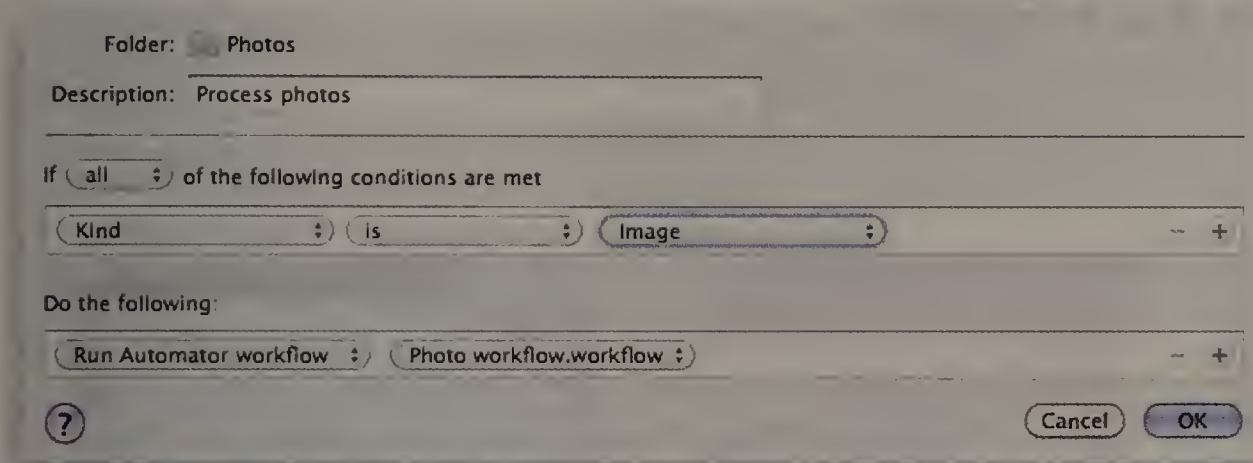 Folder: Photos
Description: Process photos
If all of the following conditions are met
Kind is Image - +
Do the following:
Run Automator workflow Photo workflow.workflow - +
? Cancel OK